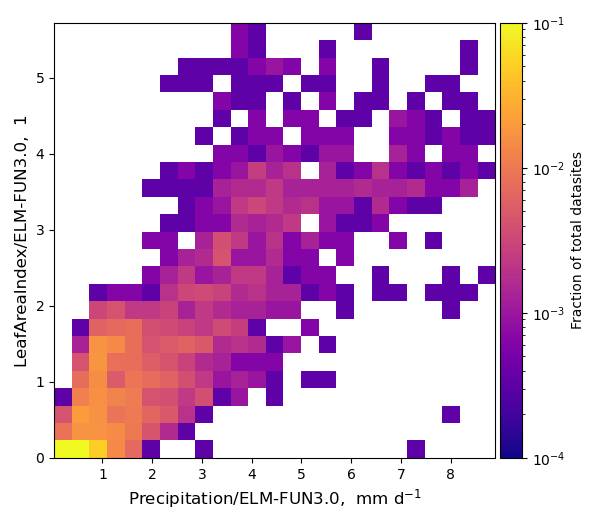 LeafAreaIndex/ELM-FUN3.0,  1
5
4
3
2
1
0
1 2 3 4 5 6 7 8
Precipitation/ELM-FUN3.0,  mm d⁻¹
10⁻¹
10⁻²
10⁻³
10⁻⁴
Fraction of total datasites